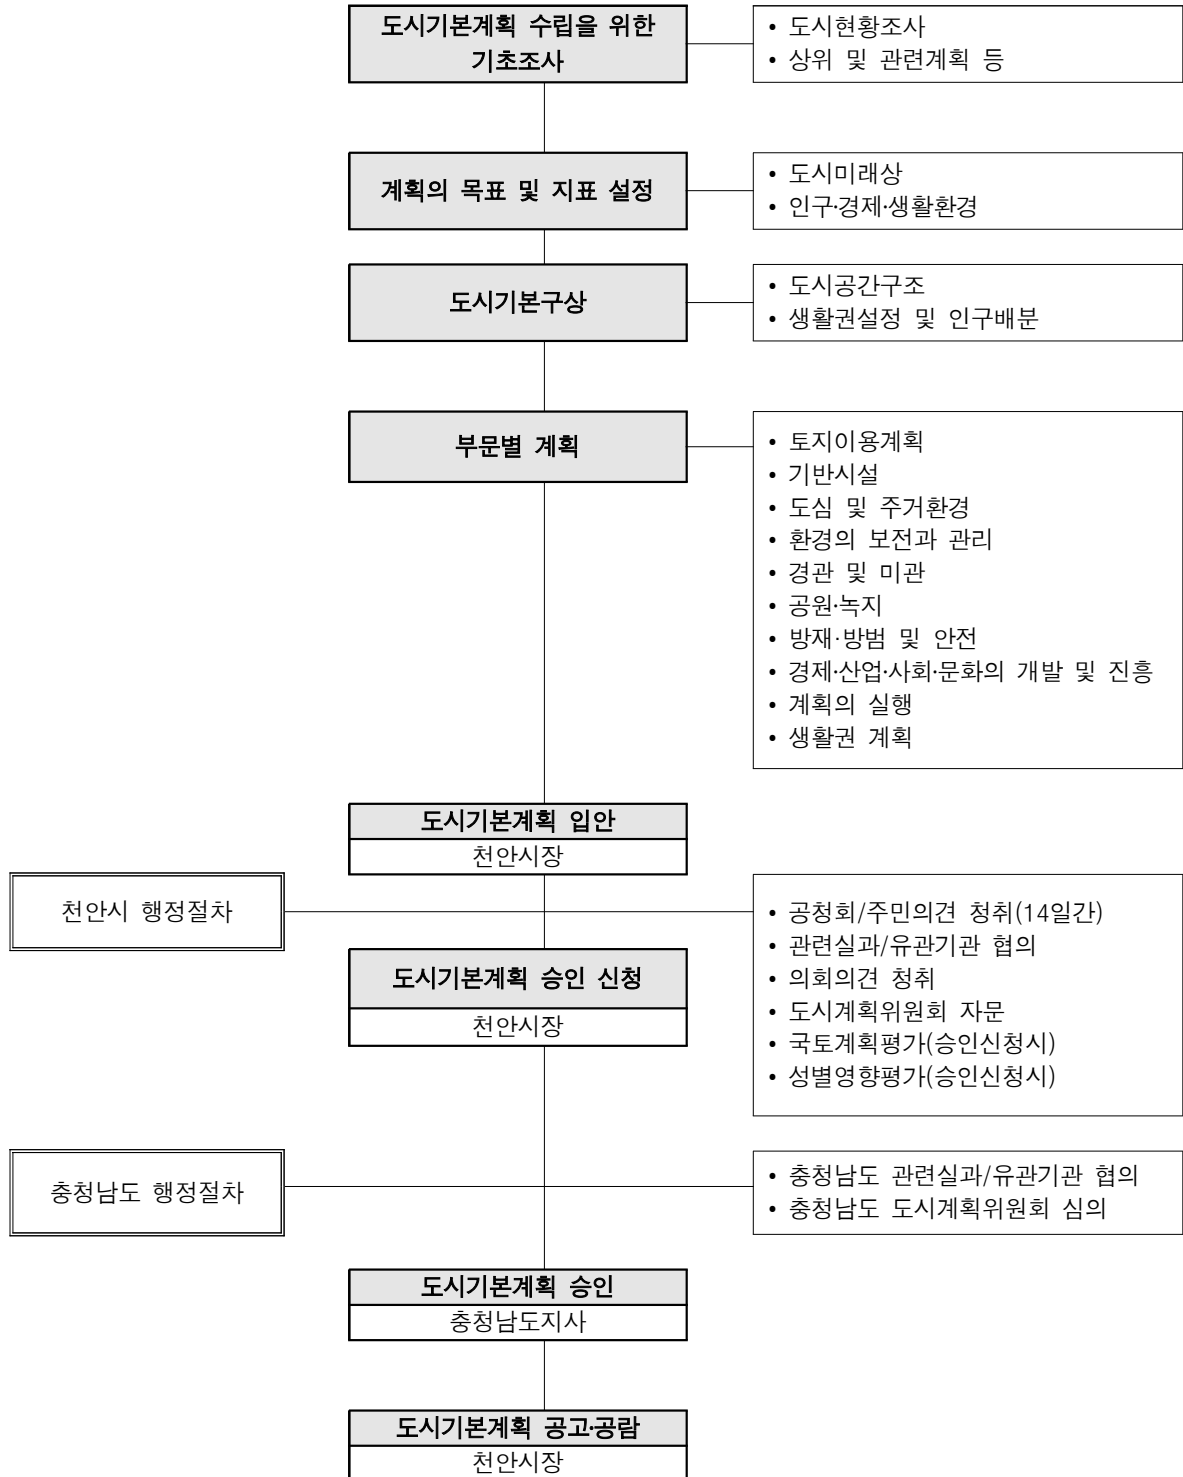 도시기본계획 수립을 위한
기초조사
• 도시현황조사
• 상위 및 관련계획 등
계획의 목표 및 지표 설정
• 도시미래상
• 인구·경제·생활환경
도시기본구상
• 도시공간구조
• 생활권설정 및 인구배분
부문별 계획
• 토지이용계획
• 기반시설
• 도심 및 주거환경
• 환경의 보전과 관리
• 경관 및 미관
• 공원·녹지
• 방재·방범 및 안전
• 경제·산업·사회·문화의 개발 및 진흥
• 계획의 실행
• 생활권 계획
도시기본계획 입안
천안시장
천안시 행정절차
• 공청회/주민의견 청취(14일간)
• 관련실과/유관기관 협의
• 의회의견 청취
• 도시계획위원회 자문
• 국토계획평가(승인신청시)
• 성별영향평가(승인신청시)
도시기본계획 승인 신청
천안시장
충청남도 행정절차
• 충청남도 관련실과/유관기관 협의
• 충청남도 도시계획위원회 심의
도시기본계획 승인
충청남도지사
도시기본계획 공고·공람
천안시장